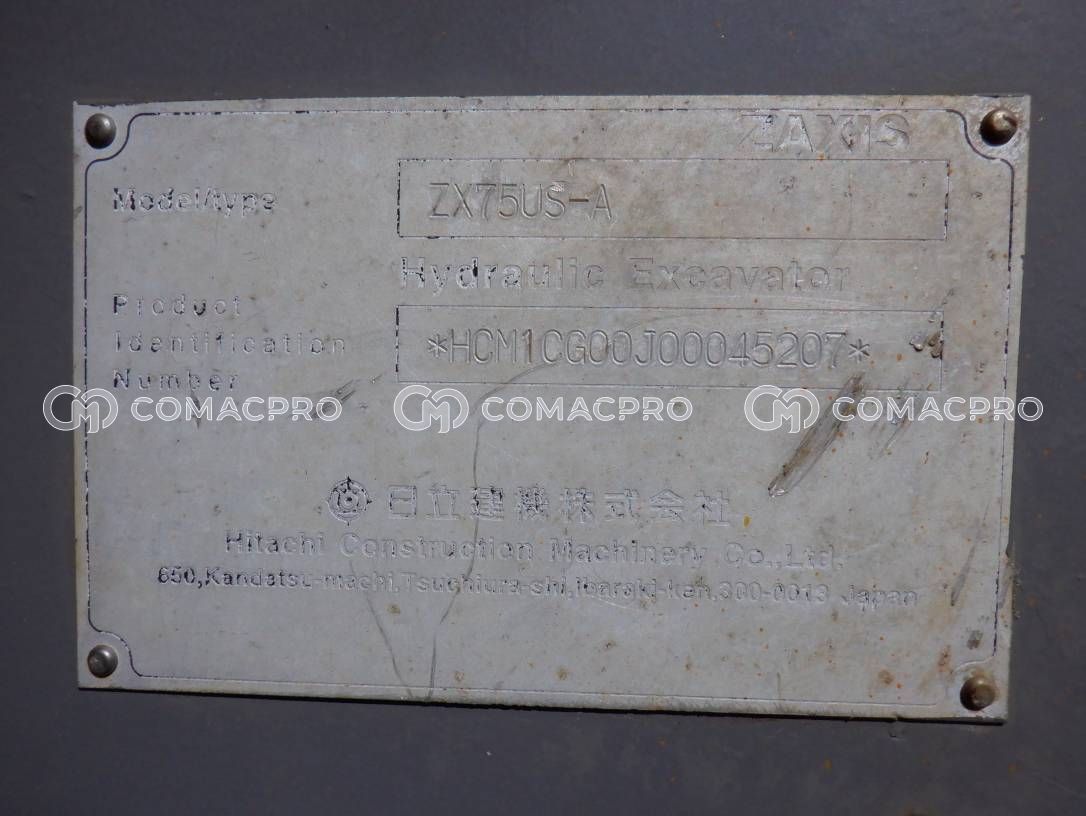 ZAXIS
Model/type ZX75US-A
Hydraulic Excavator
Product
Identification
Number
*HCM1CG00J00045207*
COMACPRO COMACPRO COMACPRO
日立建機株式会社
Hitachi Construction Machinery Co.,Ltd.
650,Kandatsu-machi,Tsuchiura-shi,Ibaraki-ken,300-0013 Japan